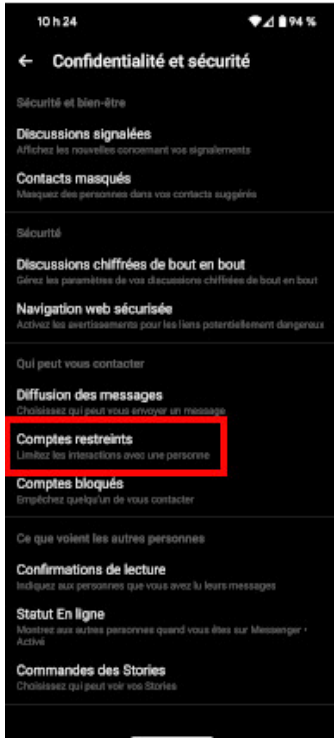 10 h 24 94 %
← Confidentialité et sécurité
Sécurité et bien-être
Discussions signalées
Affichez les nouvelles concernant vos signalements
Contacts masqués
Masquez des personnes dans vos contacts suggérés
Sécurité
Discussions chiffrées de bout en bout
Gérez les paramètres de vos discussions chiffrées de bout en bout
Navigation web sécurisée
Activez les avertissements pour les liens potentiellement dangereux
Qui peut vous contacter
Diffusion des messages
Choisissez qui peut vous envoyer un message
Comptes restreints
Limitez les interactions avec une personne
Comptes bloqués
Empêchez quelqu'un de vous contacter
Ce que voient les autres personnes
Confirmations de lecture
Indiquez aux personnes que vous avez lu leurs messages
Statut En ligne
Montrez aux autres personnes quand vous êtes sur Messenger •
Activé
Commandes des Stories
Choisissez qui peut voir vos Stories